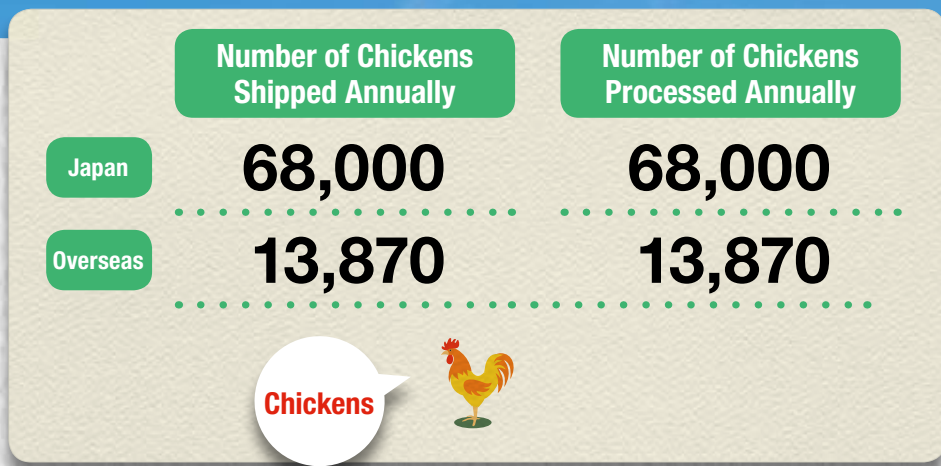 Number of Chickens
Shipped Annually
Number of Chickens
Processed Annually
Japan 68,000 68,000
Overseas 13,870 13,870
Chickens